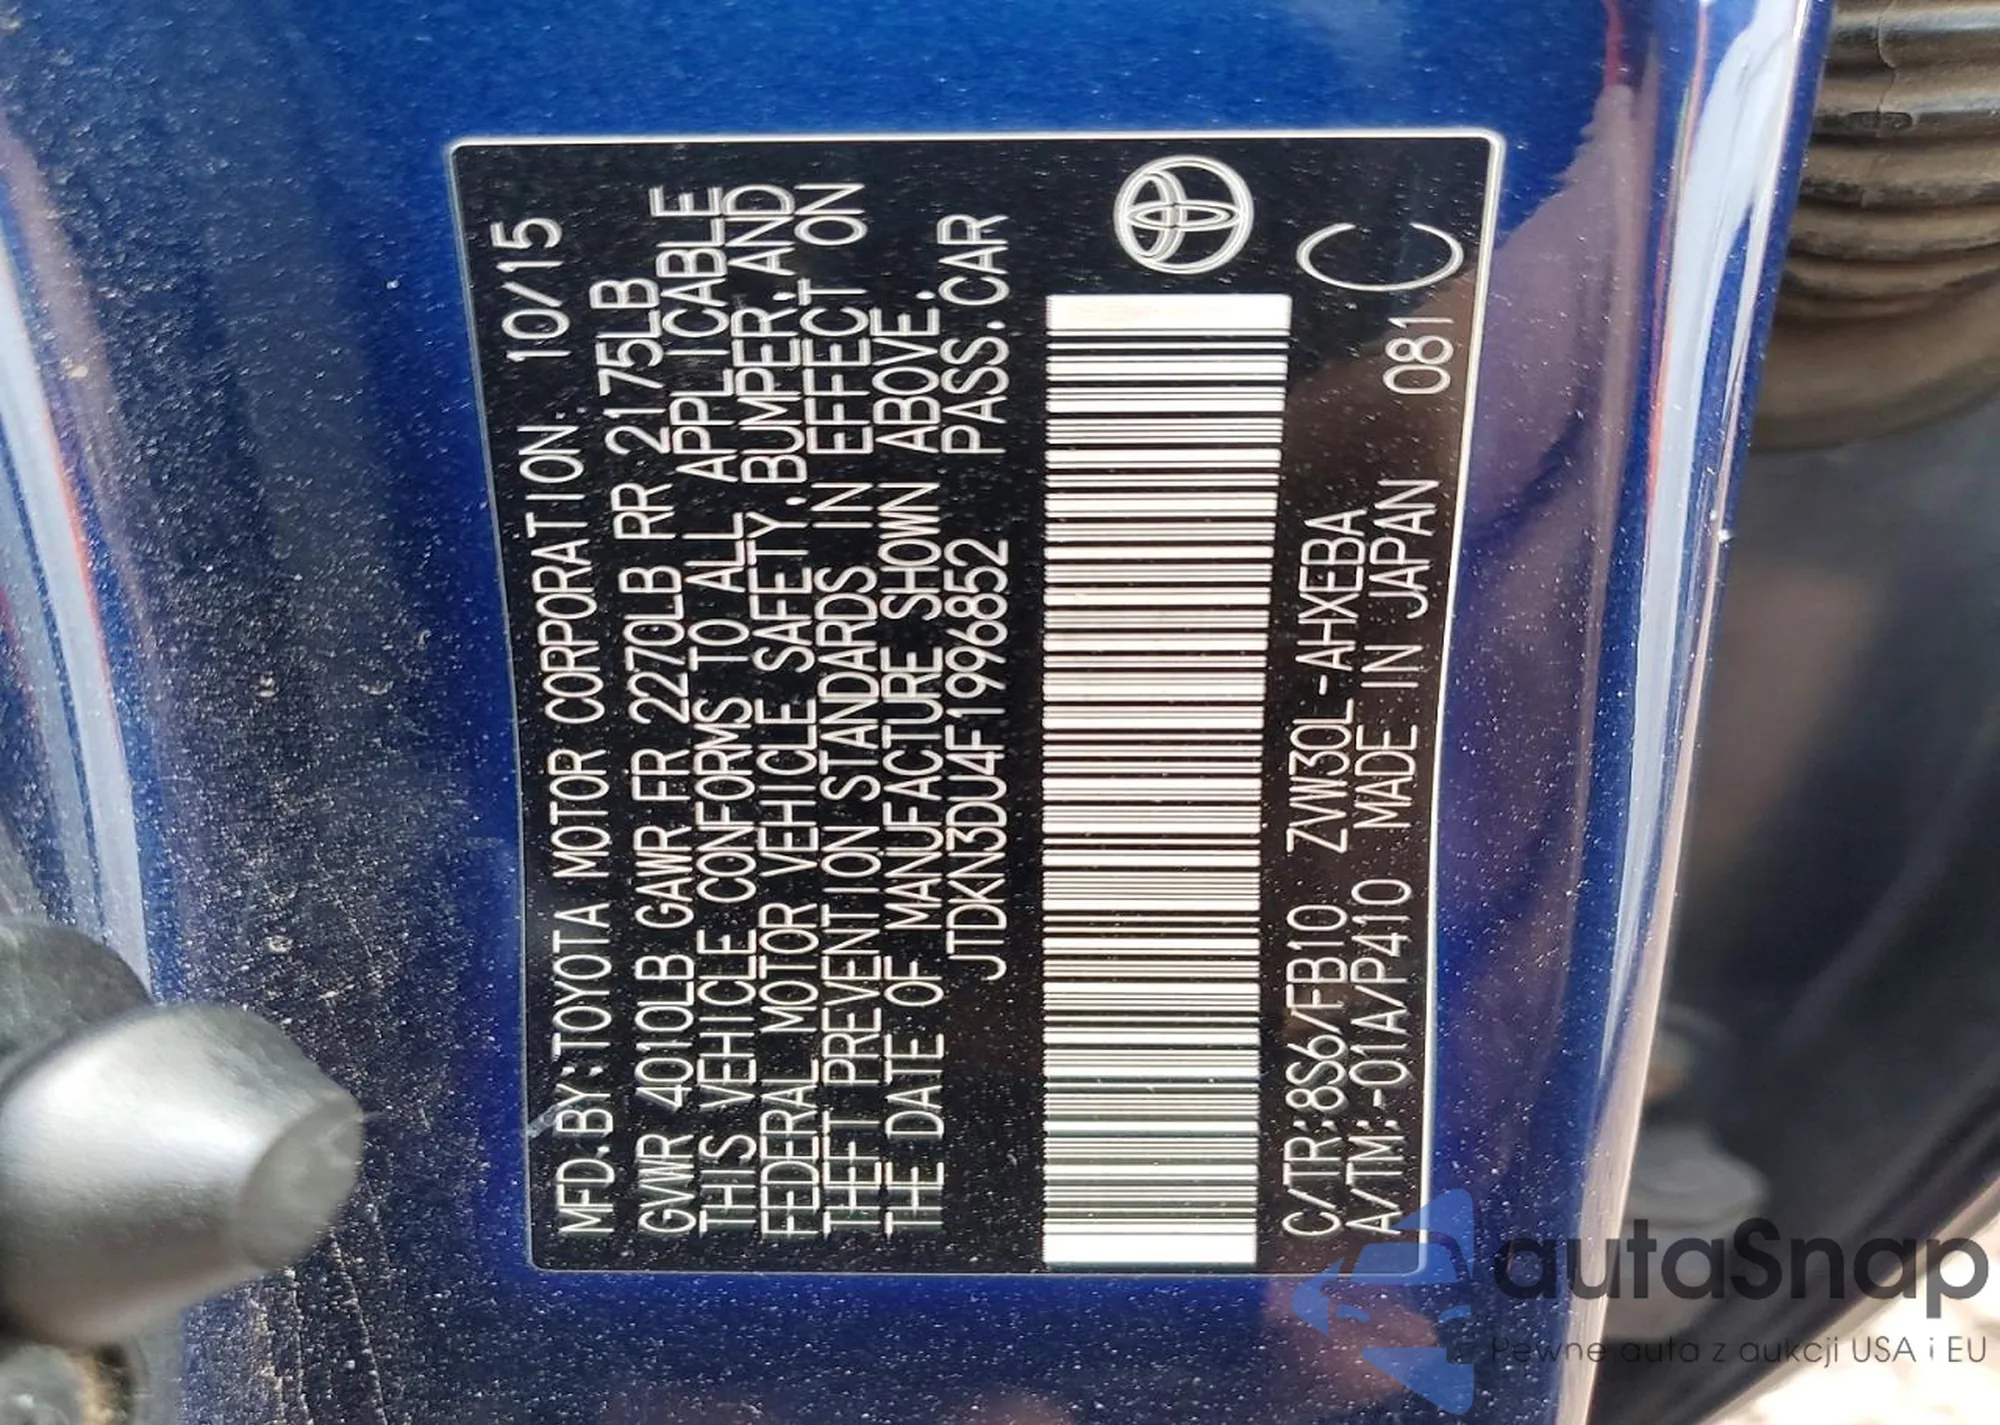 MFD.BY:TOYOTA MOTOR CORPORATION 10/15
GVWR 4010LB GAWR FR 2270LB RR 2175LB
THIS VEHICLE CONFORMS TO ALL APPLICABLE
FEDERAL MOTOR VEHICLE SAFETY.BUMPER.AND
THEFT PREVENTION STANDARDS IN EFFECT ON
THE DATE OF MANUFACTURE SHOWN ABOVE.
JTDKN3DU4F1996852 PASS.CAR
C/TR:8S6/FB10 ZVW30L-AHXEBA C
A/TM:-01A/P410 MADE IN JAPAN 081
autaSnap
Pewne auta z aukcji USA i EU